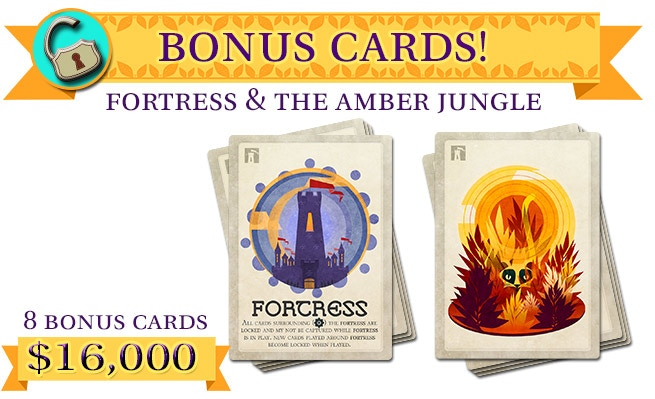 BONUS CARDS!
FORTRESS & THE AMBER JUNGLE
FORTRESS
ALL CARDS SURROUNDING ( ) THE FORTRESS ARE
LOCKED AND MY NOT BE CAPTURED WHILE FORTRESS
IS IN PLAY. NEW CARDS PLAYED AROUND FORTRESS
BECOME LOCKED WHEN PLAYED.
8 BONUS CARDS
$16,000